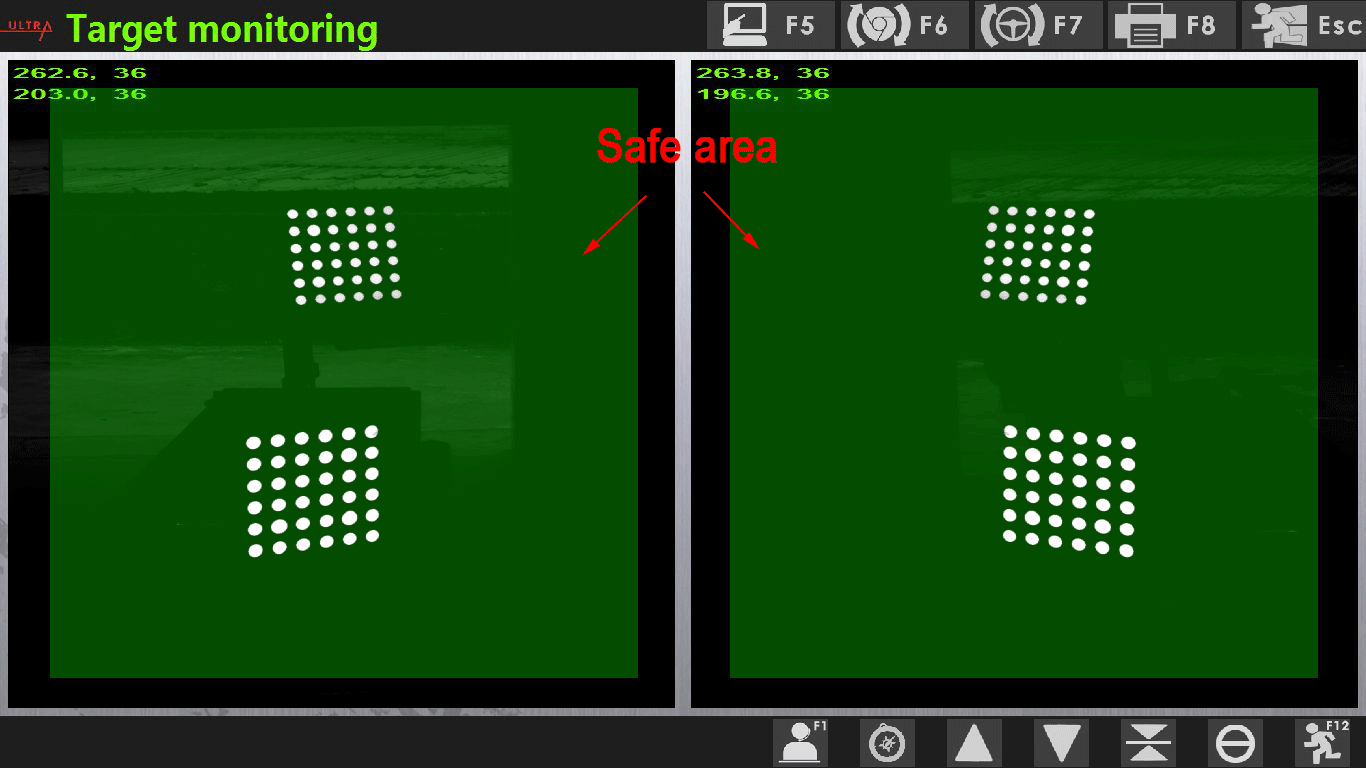 ULTRA Target monitoring
F5
F6
F7
F8
Esc
262.6, 36
203.0, 36
263.8, 36
196.6, 36
Safe area
F1
F12